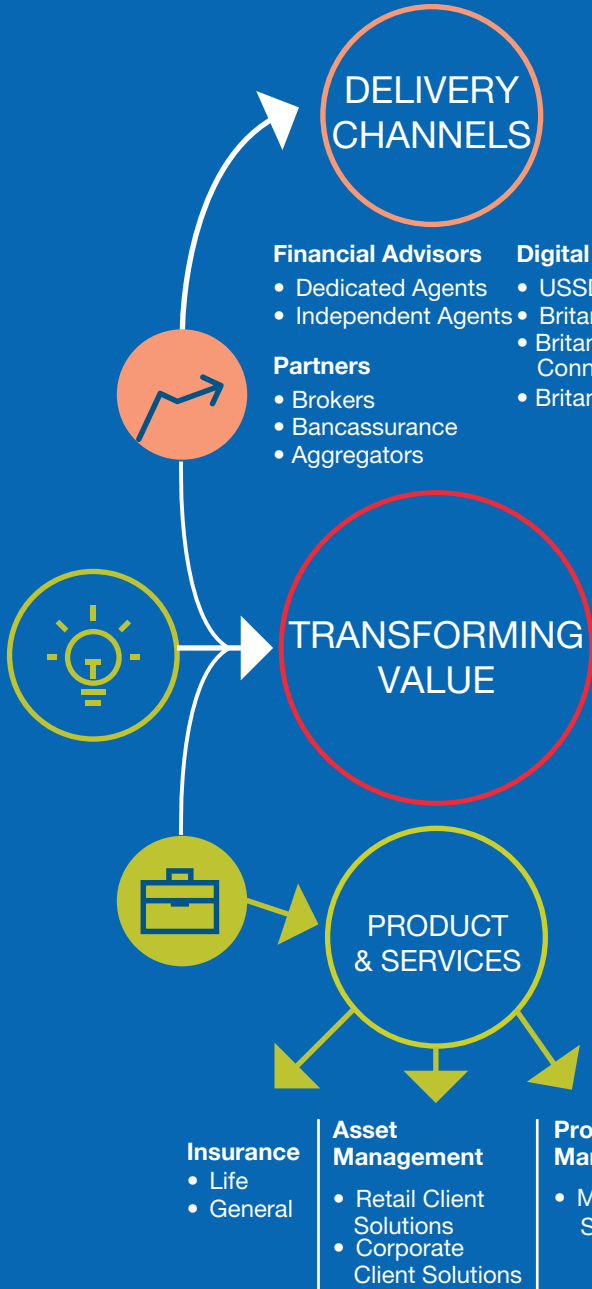 DELIVERY
CHANNELS
Financial Advisors
• Dedicated Agents
• Independent Agents
Partners
• Brokers
• Bancassurance
• Aggregators
Digital
TRANSFORMING
VALUE
PRODUCT
& SERVICES
Insurance
• Life
• General
Asset
Management
• Retail Client
Solutions
• Corporate
Client Solutions